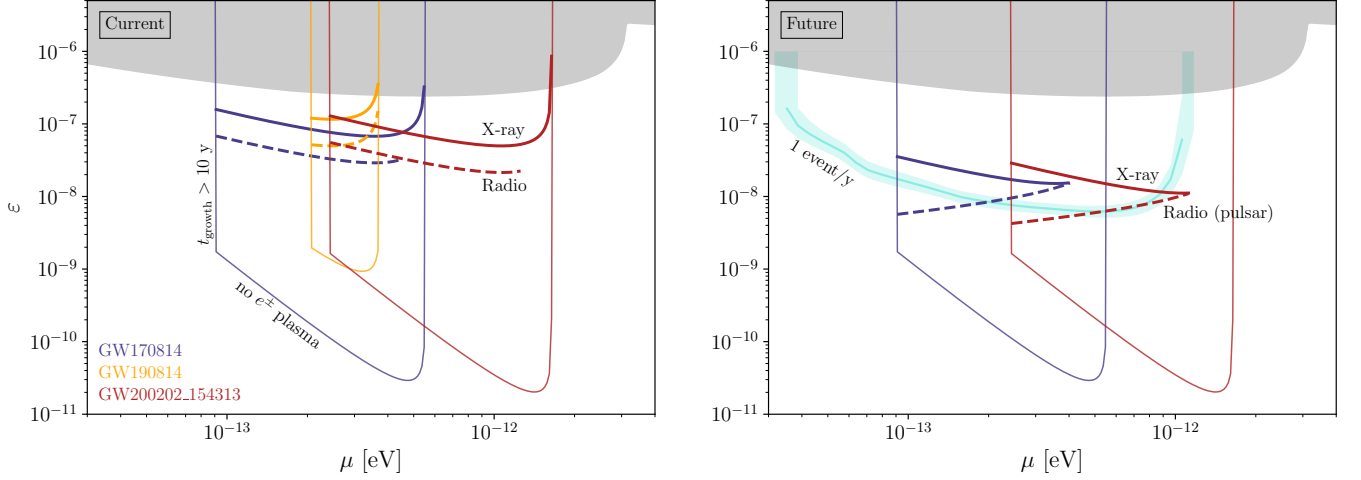 Current
10⁻⁶
10⁻⁷
10⁻⁸
10⁻⁹
10⁻¹⁰
10⁻¹¹
ε
t_growth > 10 y
no e^± plasma
X-ray
Radio
GW170814
GW190814
GW200202_154313
10⁻¹³
10⁻¹²
μ [eV]
Future
10⁻⁶
10⁻⁷
10⁻⁸
10⁻⁹
10⁻¹⁰
10⁻¹¹
1 event/y
X-ray
Radio (pulsar)
10⁻¹³
10⁻¹²
μ [eV]